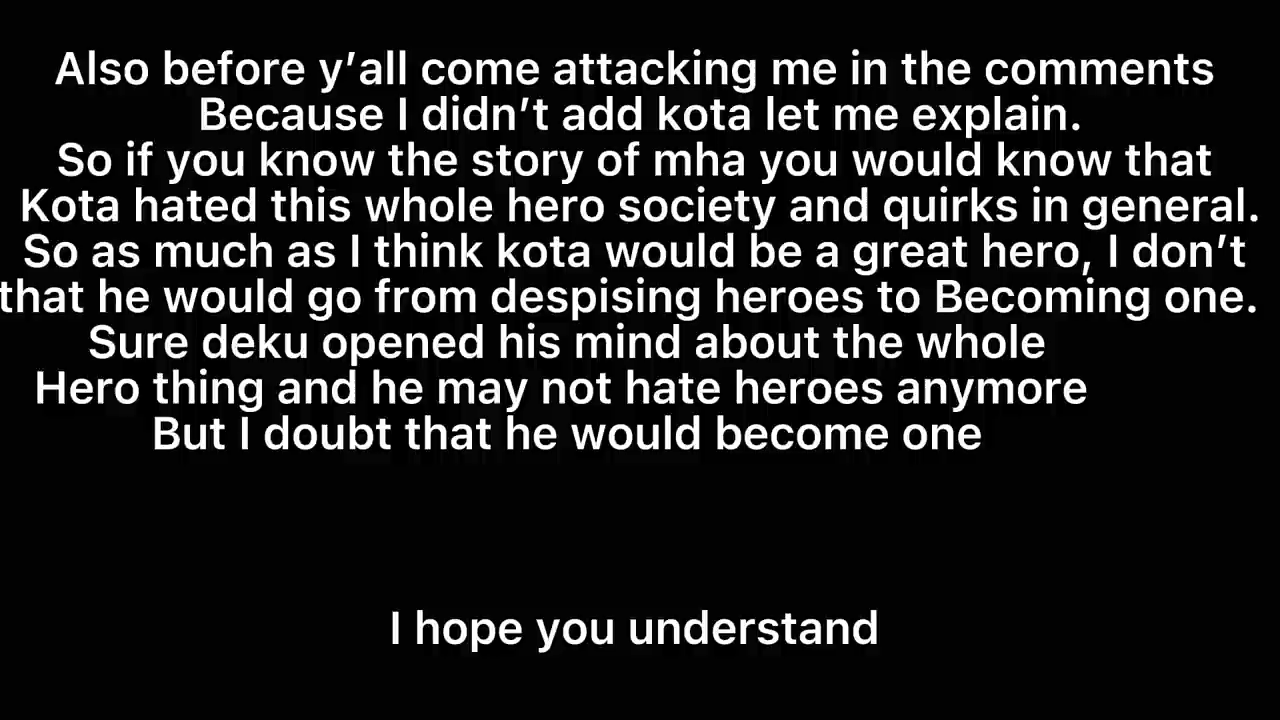 Also before y’all come attacking me in the comments
Because I didn’t add kota let me explain.
So if you know the story of mha you would know that
Kota hated this whole hero society and quirks in general.
So as much as I think kota would be a great hero, I don’t
that he would go from despising heroes to Becoming one.
Sure deku opened his mind about the whole
Hero thing and he may not hate heroes anymore
But I doubt that he would become one
I hope you understand